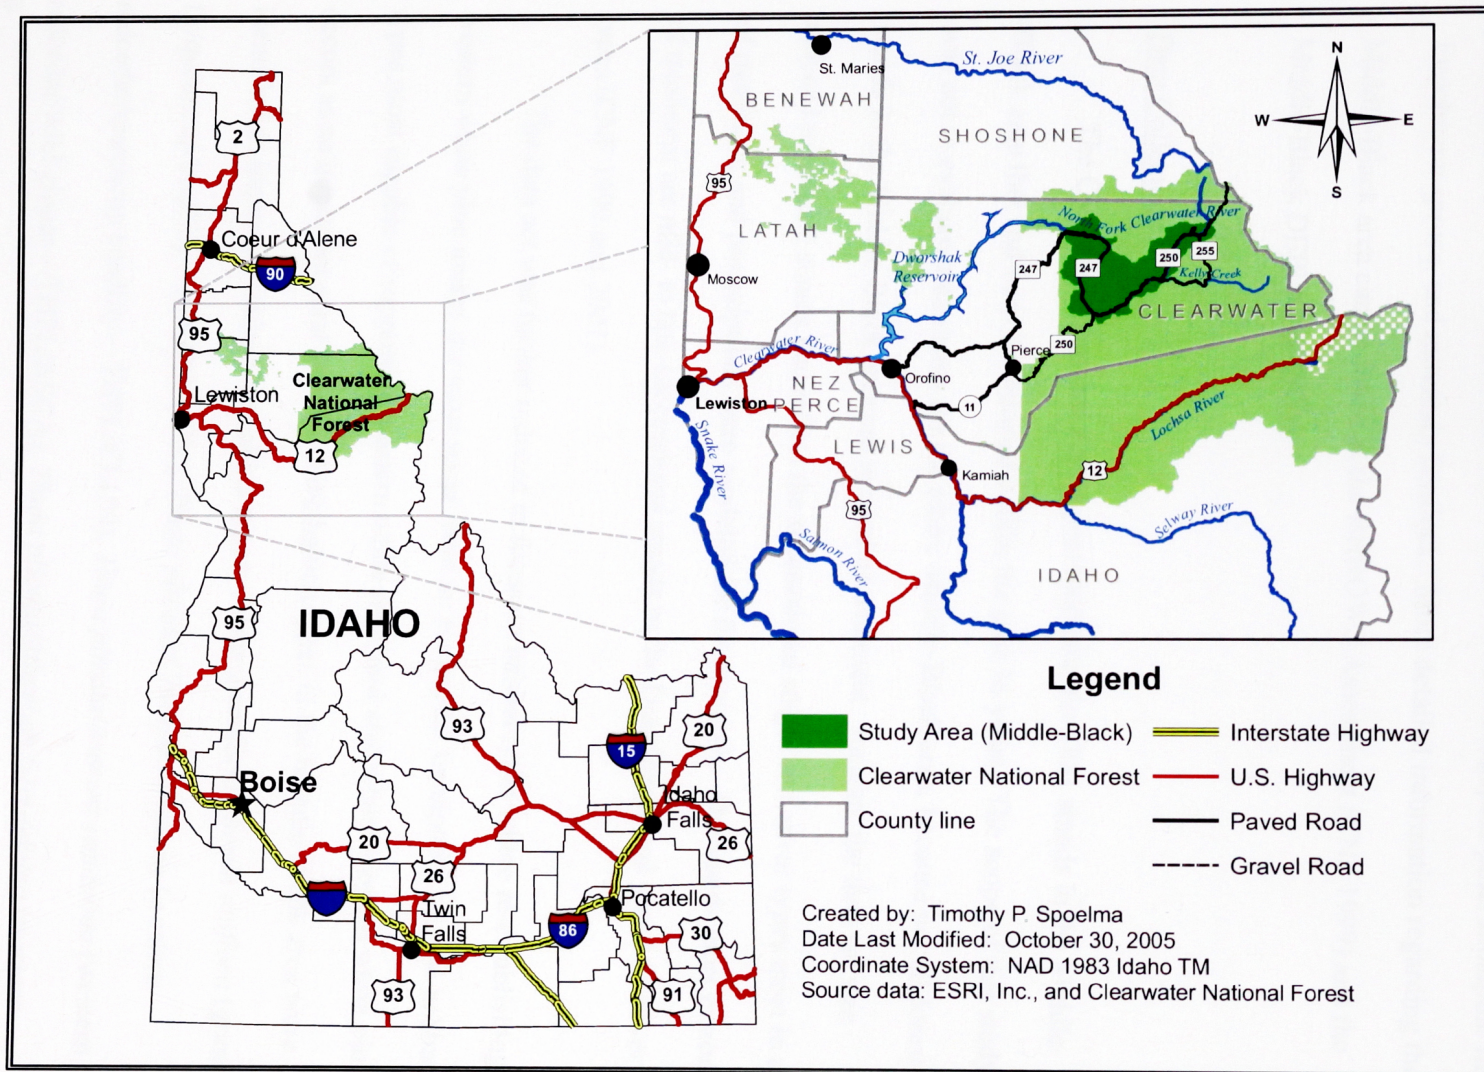 2
Coeur d'Alene
90
95
Lewiston
Clearwater
National
Forest
12
95
IDAHO
93
15
20
Boise
Idaho
Falls
20
26
26
Twin
Falls
Pocatello
86
30
93
91
St. Maries
St. Joe River
BENEWAH
SHOSHONE
N
W
E
S
95
LATAH
North Fork Clearwater River
Moscow
Dworshak
Reservoir
247
247
250
255
Kelly Creek
CLEARWATER
Clearwater River
Pierce
250
Orofino
NEZ
PERCE
Lewiston
11
Snake River
LEWIS
Lochsa River
Kamiah
12
95
Salmon River
Selway River
IDAHO
Legend
Study Area (Middle-Black)
Interstate Highway
Clearwater National Forest
U.S. Highway
County line
Paved Road
Gravel Road
Created by: Timothy P. Spoelma
Date Last Modified: October 30, 2005
Coordinate System: NAD 1983 Idaho TM
Source data: ESRI, Inc., and Clearwater National Forest